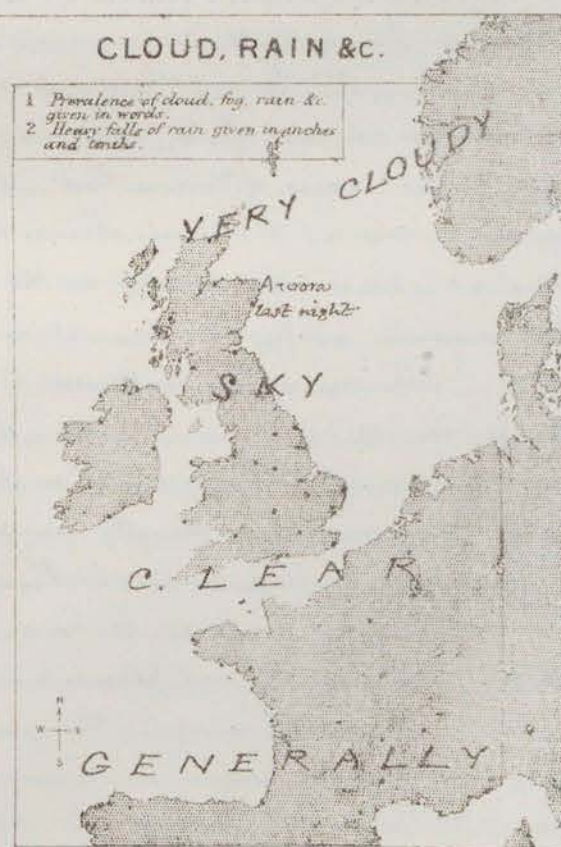 CLOUD, RAIN &c.
1 Prevalence of cloud, fog, rain &c.
given in words.
2 Heavy falls of rain given in inches
and tenths.
VERY CLOUDY
Aurora
last night
SKY
CLEAR
N
W E
S
GENERALLY